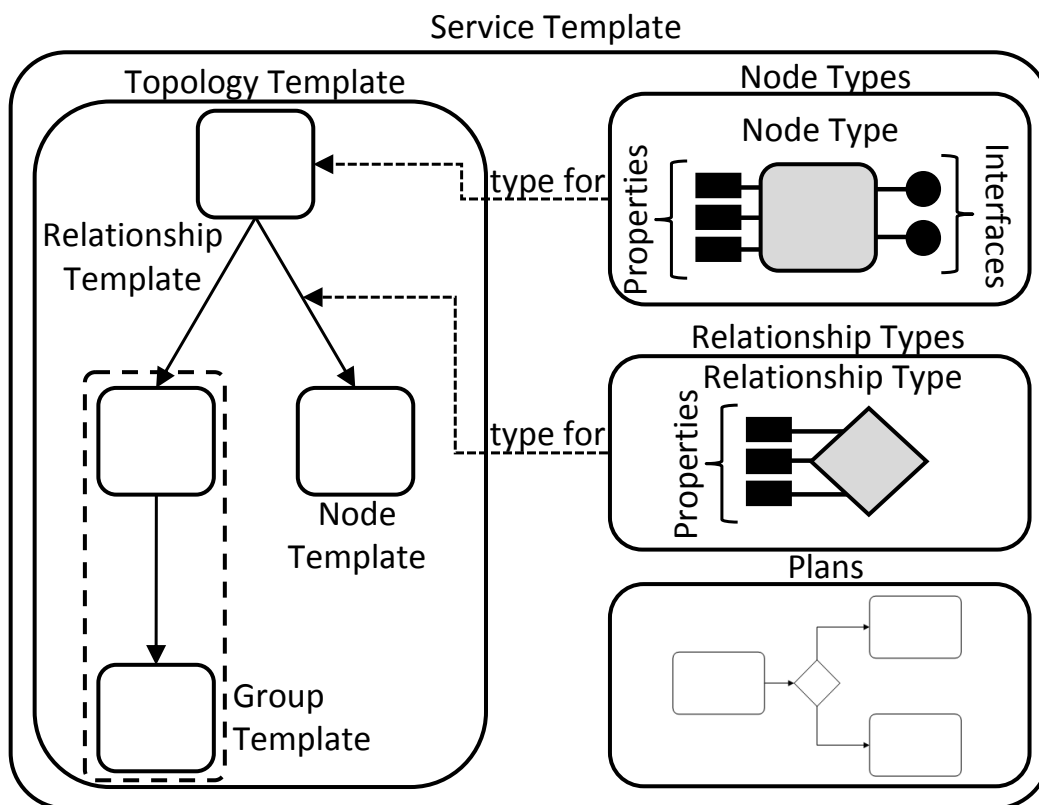 Service Template
Topology Template
Relationship
Template
Node
Template
Group
Template
type for
type for
Node Types
Node Type
Properties
Interfaces
Relationship Types
Relationship Type
Properties
Plans